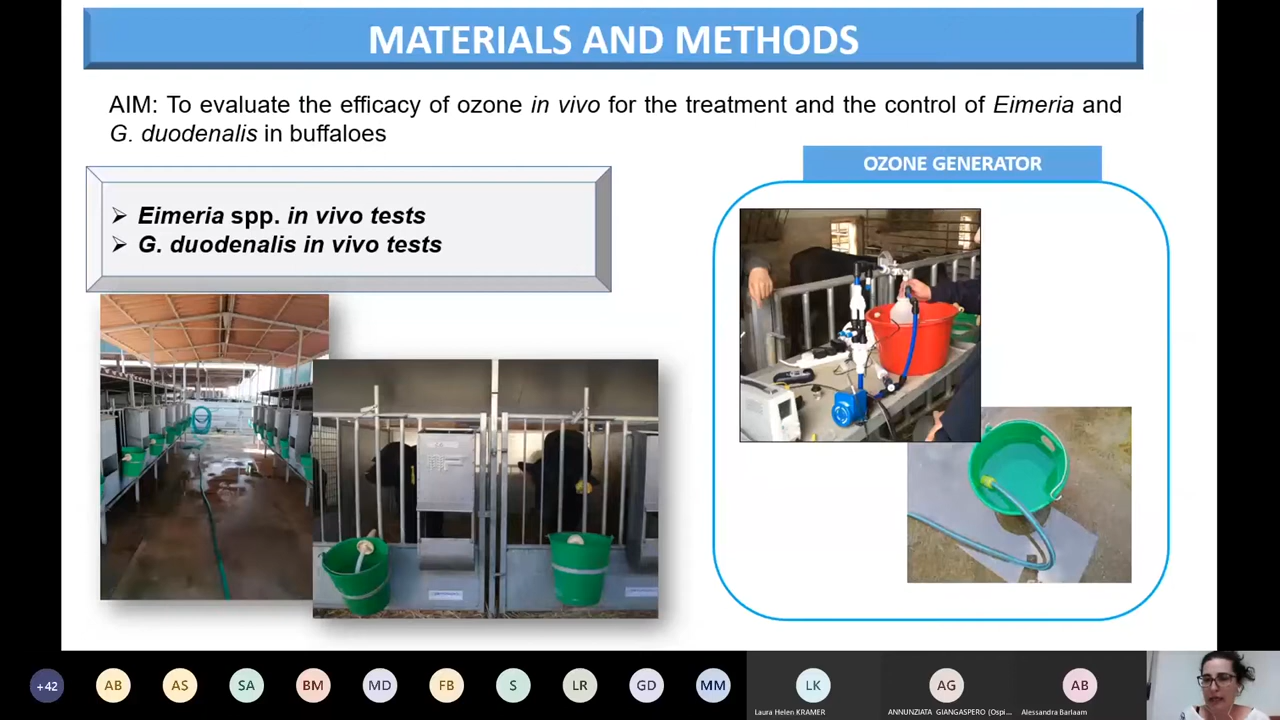 MATERIALS AND METHODS
AIM: To evaluate the efficacy of ozone in vivo for the treatment and the control of Eimeria and
G. duodenalis in buffaloes
OZONE GENERATOR
➢ Eimeria spp. in vivo tests
➢ G. duodenalis in vivo tests
+42
AB
AS
SA
BM
MD
FB
S
LR
GD
MM
LK
AG
AB
Laura Helen KRAMER
ANNUNZIATA GIANGASPERO (Ospi...
Alessandra Barlaam